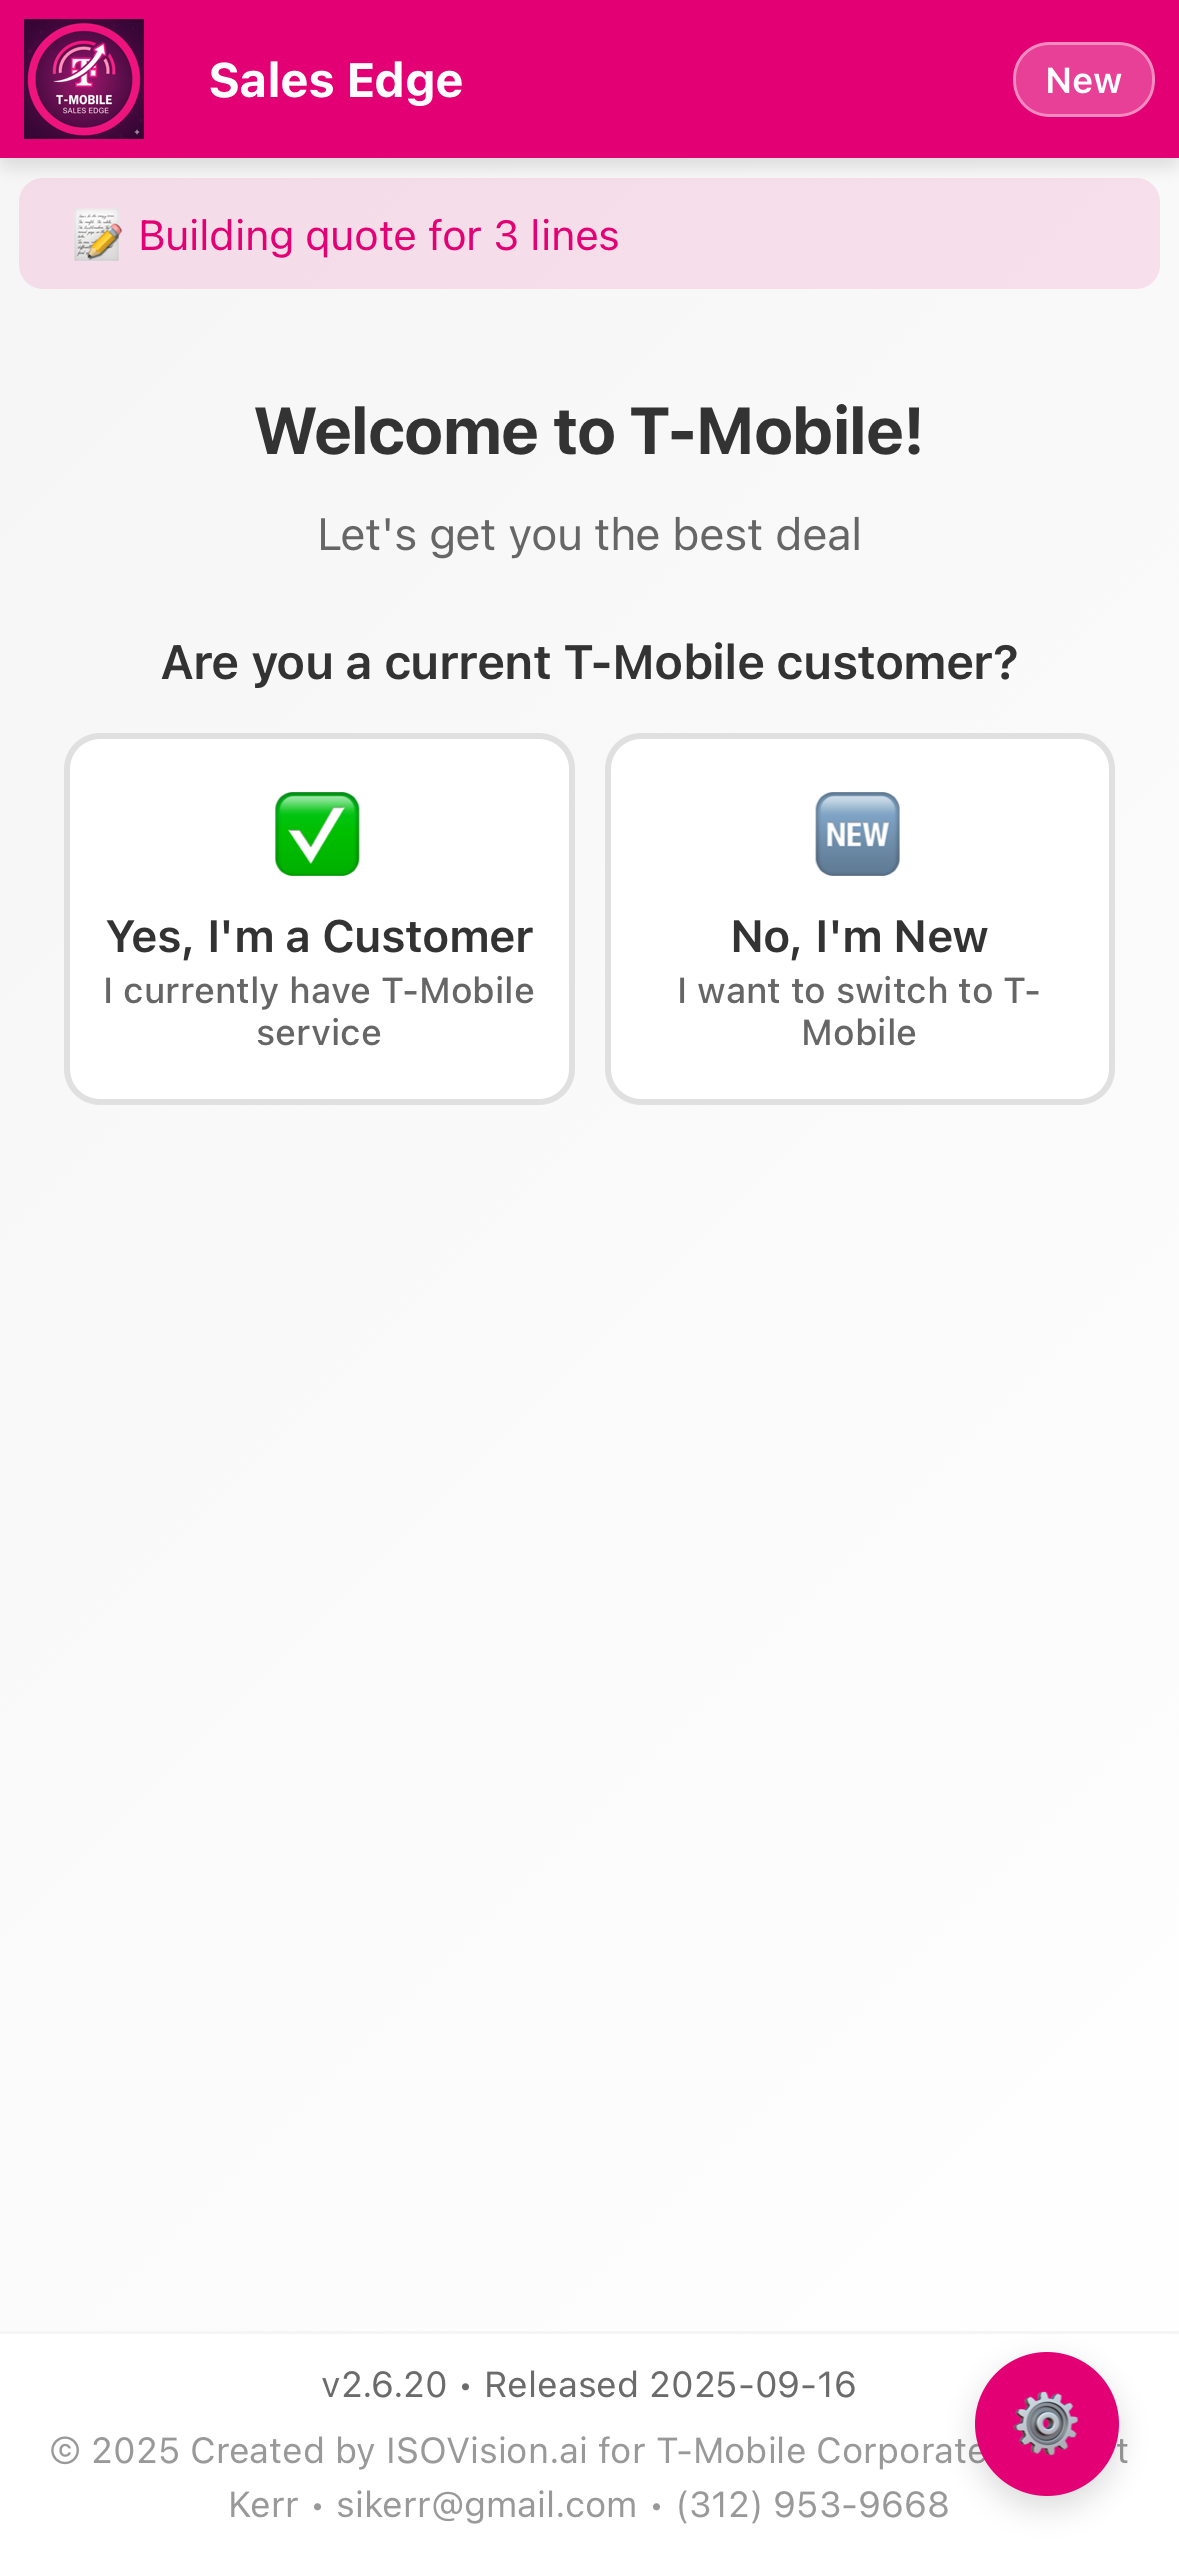 T-MOBILE
SALES EDGE
Sales Edge
New
Building quote for 3 lines
Welcome to T-Mobile!
Let's get you the best deal
Are you a current T-Mobile customer?
Yes, I'm a Customer
I currently have T-Mobile
service
NEW
No, I'm New
I want to switch to T-
Mobile
v2.6.20 • Released 2025-09-16
© 2025 Created by ISOVision.ai for T-Mobile Corporate
Kerr • sikerr@gmail.com • (312) 953-9668